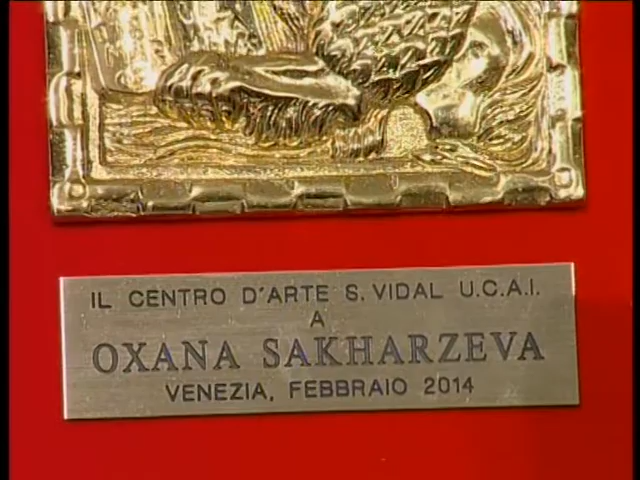 IL CENTRO D'ARTE S. VIDAL U.C.A.I.
A
OXANA SAKHARZEVA
VENEZIA, FEBBRAIO 2014